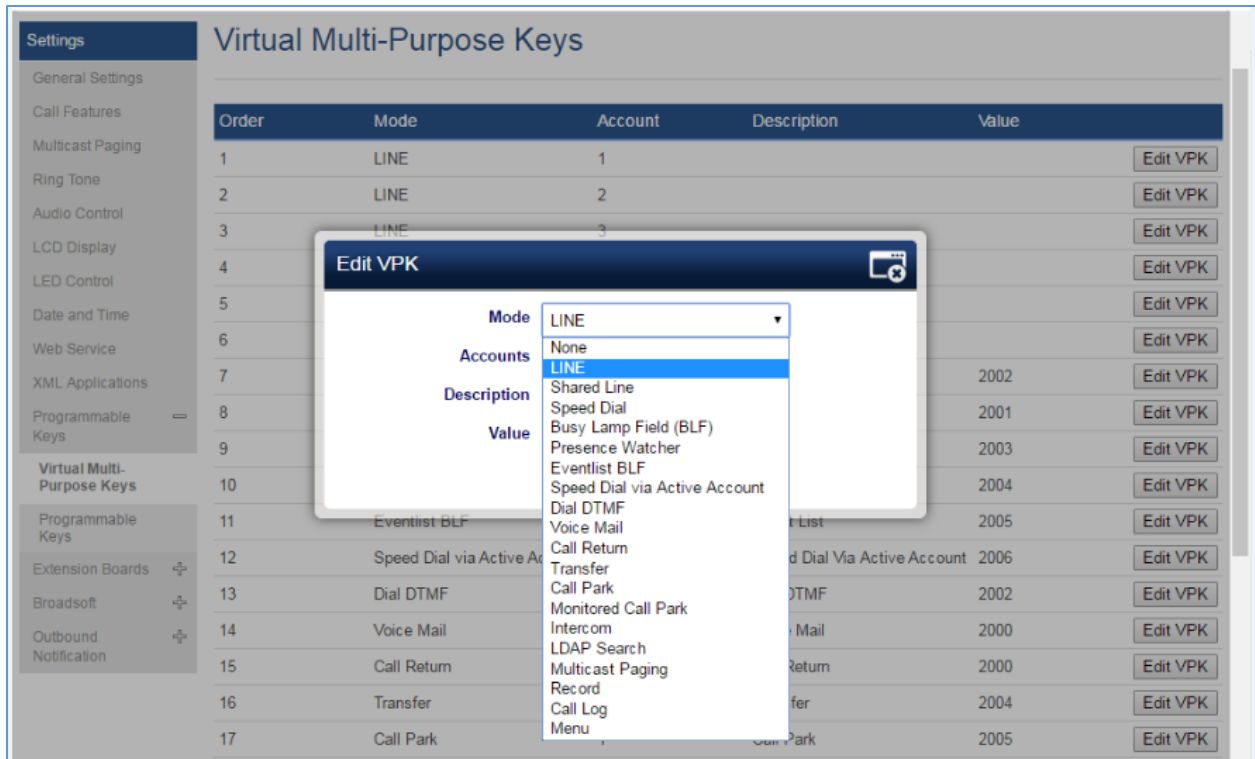 Settings
Virtual Multi-Purpose Keys
General Settings
Call Features
Multicast Paging
Ring Tone
Audio Control
LCD Display
LED Control
Date and Time
Web Service
XML Applications
Programmable Keys
Virtual Multi-
Purpose Keys
Programmable
Keys
Extension Boards
Broadsoft
Outbound
Notification
Order Mode Account Description Value
1 LINE 1 Edit VPK
2 LINE 2 Edit VPK
3 LINE 3 Edit VPK
4 Edit VPK
5 Edit VPK
6 Edit VPK
7 2002 Edit VPK
8 2001 Edit VPK
9 2003 Edit VPK
10 2004 Edit VPK
11 Eventlist BLF List 2005 Edit VPK
12 Speed Dial via Active Dial Via Active Account 2006 Edit VPK
13 Dial DTMF 2002 Edit VPK
14 Voice Mail Mail 2000 Edit VPK
15 Call Return 2000 Edit VPK
16 Transfer 2004 Edit VPK
17 Call Park Park 2005 Edit VPK
Edit VPK
Mode LINE
Accounts
Description
Value
None
LINE
Shared Line
Speed Dial
Busy Lamp Field (BLF)
Presence Watcher
Eventlist BLF
Speed Dial via Active Account
Dial DTMF
Voice Mail
Call Return
Transfer
Call Park
Monitored Call Park
Intercom
LDAP Search
Multicast Paging
Record
Call Log
Menu